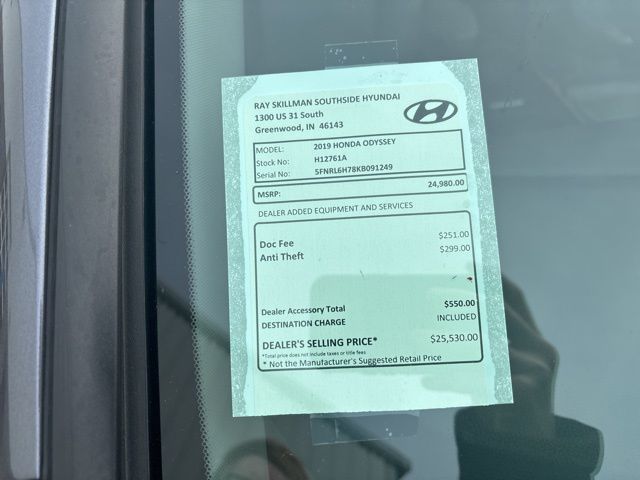 RAY SKILLMAN SOUTHSIDE HYUNDAI
1300 US 31 South
Greenwood, IN 46143
MODEL: 2019 HONDA ODYSSEY
Stock No: H12761A
Serial No: 5FNRL6H78KB091249
MSRP: 24,980.00
DEALER ADDED EQUIPMENT AND SERVICES
Doc Fee $251.00
Anti Theft $299.00
Dealer Accessory Total $550.00
DESTINATION CHARGE INCLUDED
DEALER'S SELLING PRICE* $25,530.00
*Total price does not include taxes or title fees
* Not the Manufacturer's Suggested Retail Price